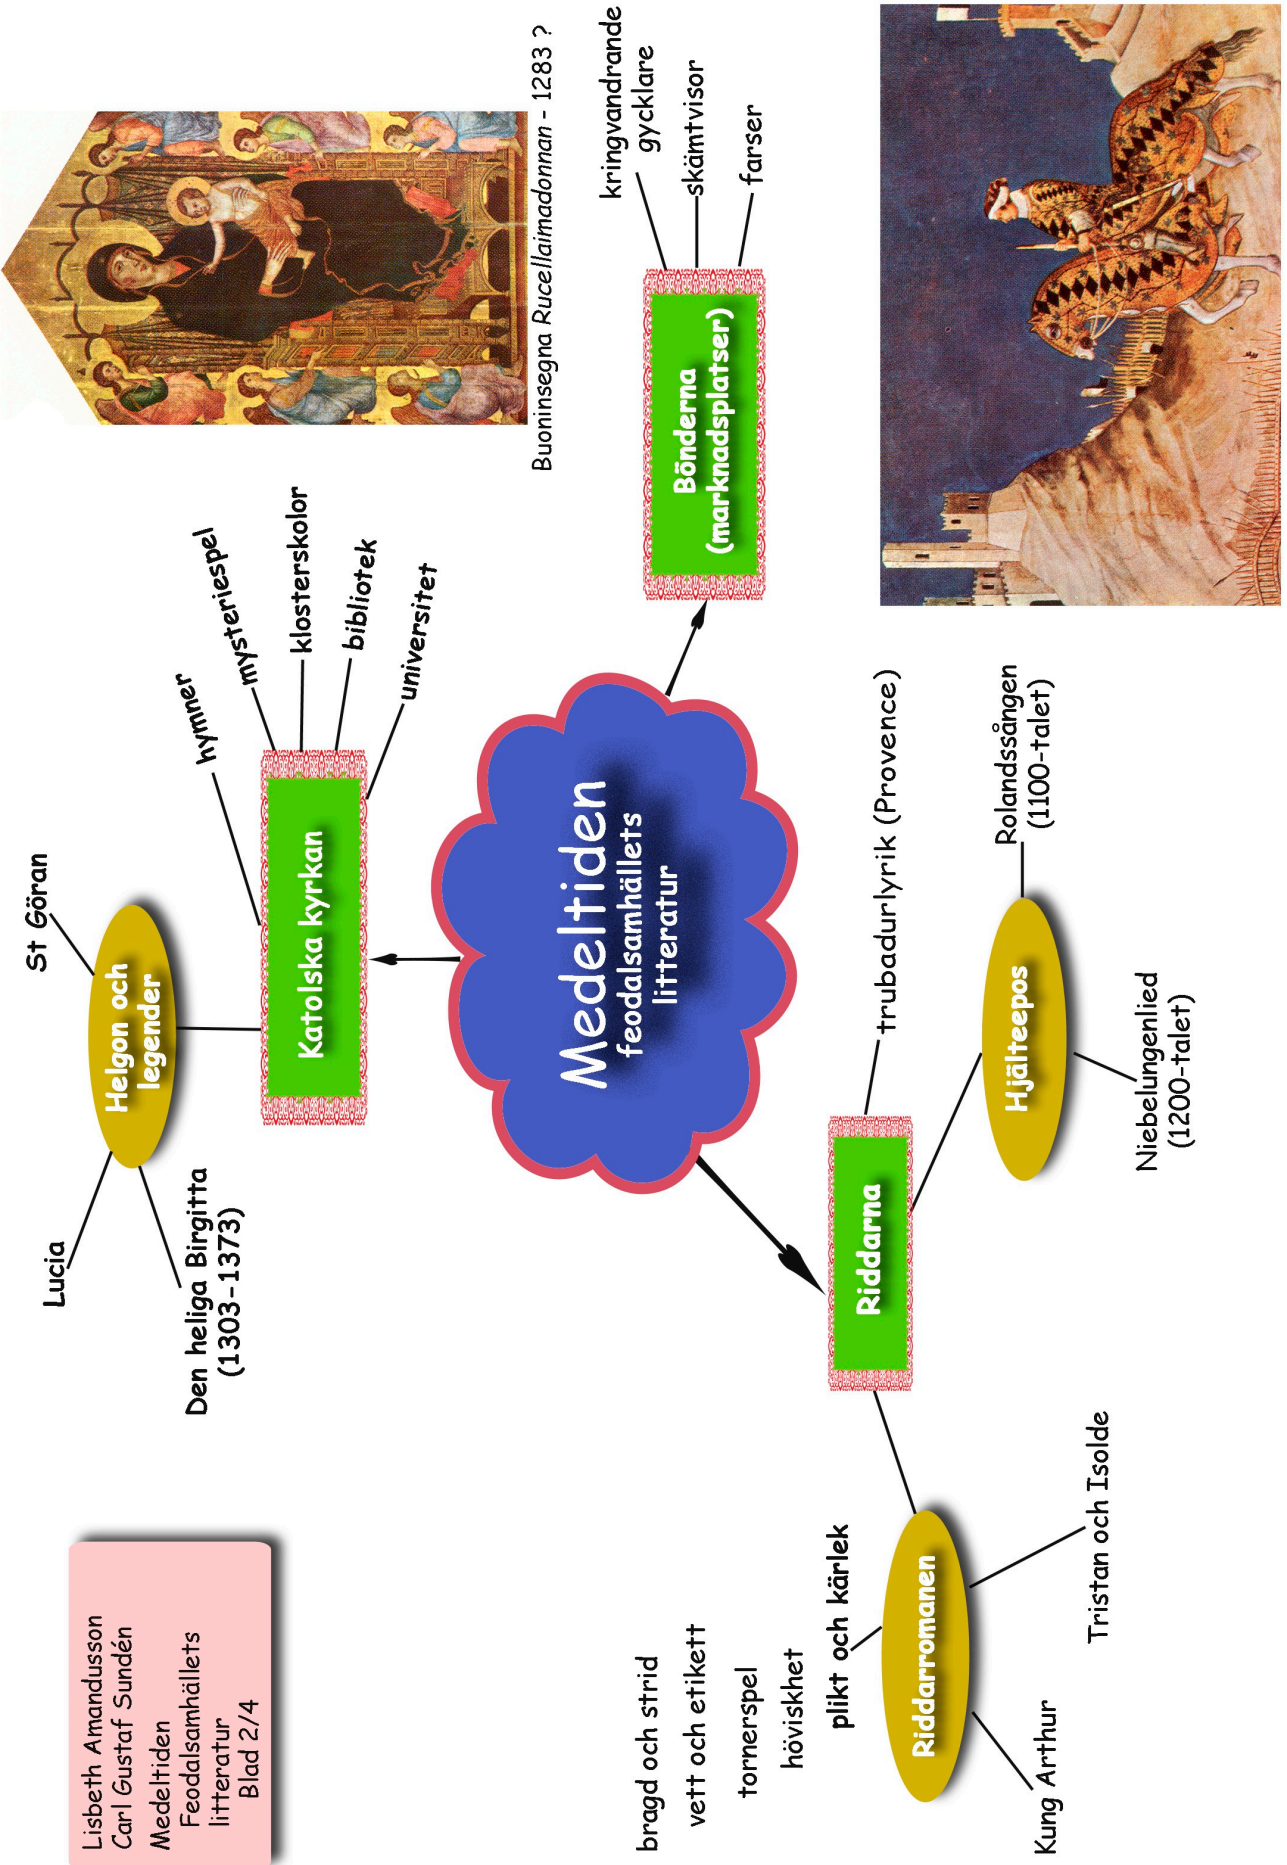 Lisbeth Amandusson
Carl Gustaf Sundén
Medeltiden
Feodalsamhällets
litteratur
Blad 2/4
Lucia
St Göran
Helgon och
legender
Den heliga Birgitta
(1303-1373)
hymner
mysteriespel
klosterskolor
bibliotek
universitet
Katolska kyrkan
Buoninsegna Rucellaimadonnan - 1283 ?
Medeltiden
feodalsamhällets
litteratur
Bönderna
(marknadsplatser)
kringvandrande
gycklare
skämtvisor
farser
bragd och strid
vett och etikett
tornerspel
höviskhet
plikt och kärlek
Riddarromanen
Kung Arthur
Tristan och Isolde
Riddarna
trubadurlyrik (Provence)
Hjälteepos
Rolandssången
(1100-talet)
Niebelungenlied
(1200-talet)